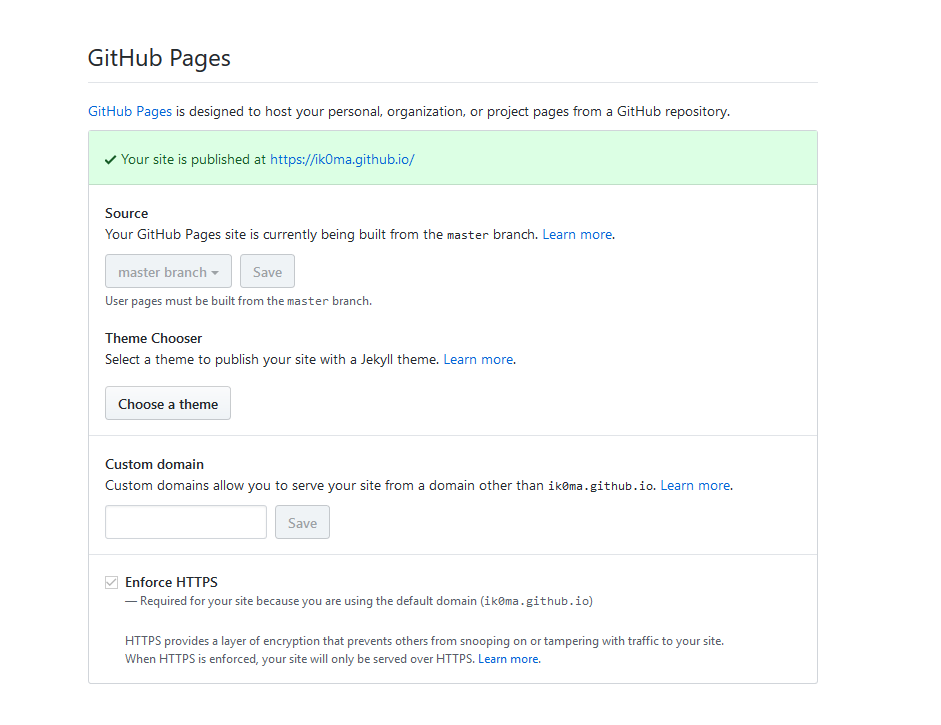 GitHub Pages
GitHub Pages is designed to host your personal, organization, or project pages from a GitHub repository.
Your site is published at https://ik0ma.github.io/
Source
Your GitHub Pages site is currently being built from the master branch. Learn more.
master branch Save
User pages must be built from the master branch.
Theme Chooser
Select a theme to publish your site with a Jekyll theme. Learn more.
Choose a theme
Custom domain
Custom domains allow you to serve your site from a domain other than ik0ma.github.io. Learn more.
Save
Enforce HTTPS
— Required for your site because you are using the default domain (ik0ma.github.io)
HTTPS provides a layer of encryption that prevents others from snooping on or tampering with traffic to your site.
When HTTPS is enforced, your site will only be served over HTTPS. Learn more.